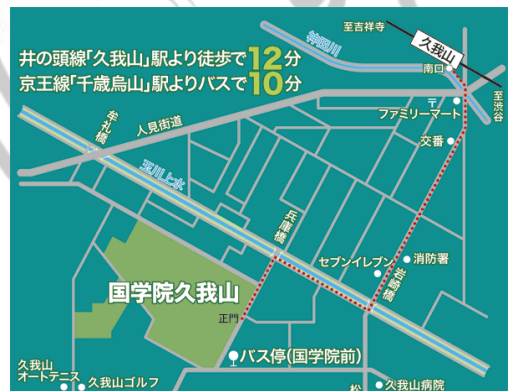 井の頭線「久我山」駅より徒歩で12分
京王線「千歳烏山」駅よりバスで10分
至吉祥寺
神田川
久我山
南口
至渋谷
〒
ファミリーマート
交番
人見街道
牟礼橋
玉川上水
兵庫橋
セブンイレブン
消防署
岩崎橋
国学院久我山
正門
バス停(国学院前)
久我山
オートテニス
久我山ゴルフ
松
久我山病院